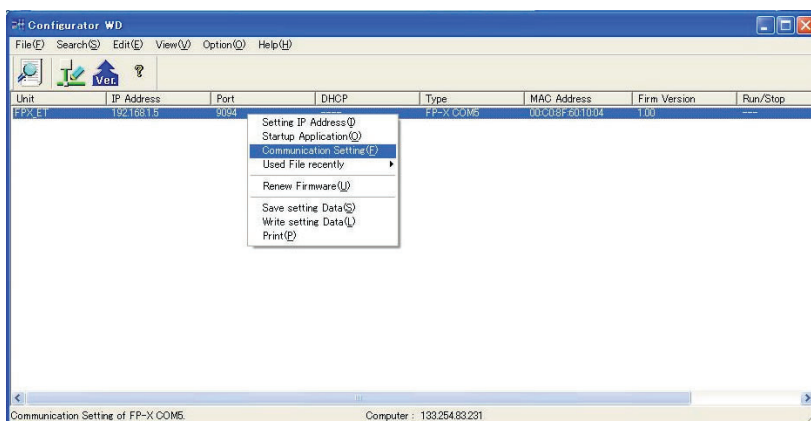 Configurator WD
File(F) Search(S) Edit(E) View(V) Option(O) Help(H)
Ver. ?
Unit IP Address Port DHCP Type MAC Address Firm Version Run/Stop
FPX_ET 192.168.1.5 9094 ---- FP-X COM5 00:C0:8F:60:10:04 1.00 ----
Setting IP Address(I)
Startup Application(O)
Communication Setting(F)
Used File recently
Renew Firmware(U)
Save setting Data(S)
Write setting Data(L)
Print(P)
Communication Setting of FP-X COM5. Computer : 133.254.83.231